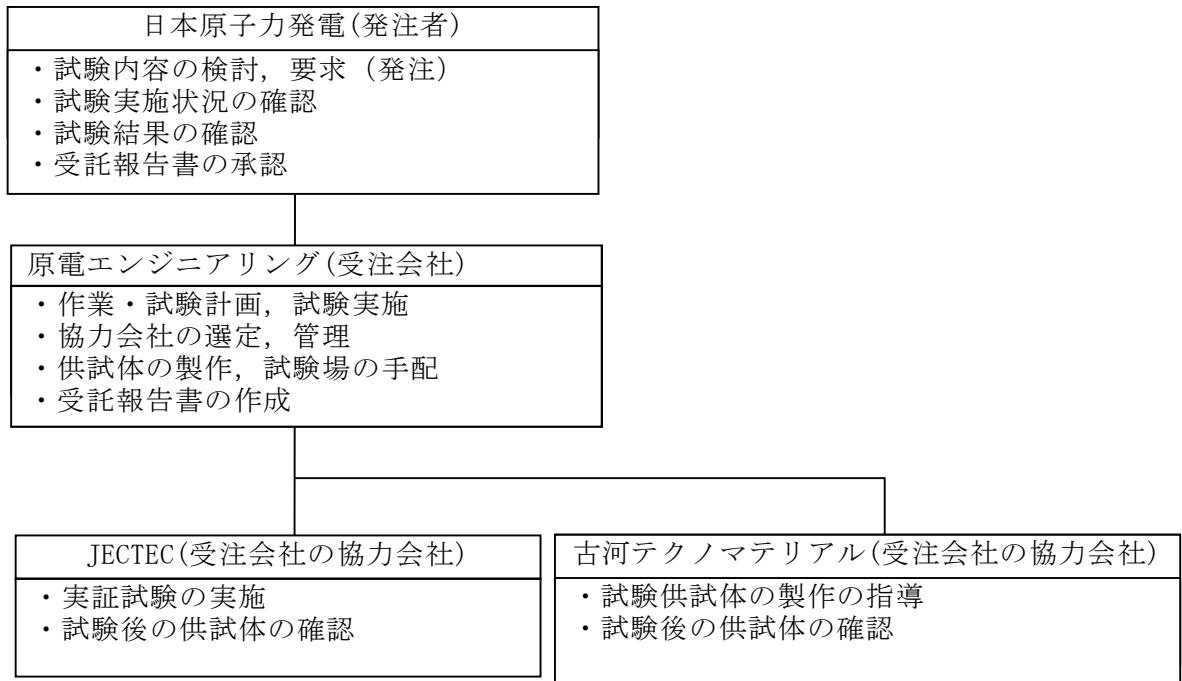 日本原子力発電(発注者)
・試験内容の検討，要求（発注）
・試験実施状況の確認
・試験結果の確認
・受託報告書の承認
原電エンジニアリング(受注会社)
・作業・試験計画，試験実施
・協力会社の選定，管理
・供試体の製作，試験場の手配
・受託報告書の作成
JECTEC(受注会社の協力会社)
・実証試験の実施
・試験後の供試体の確認
古河テクノマテリアル(受注会社の協力会社)
・試験供試体の製作の指導
・試験後の供試体の確認